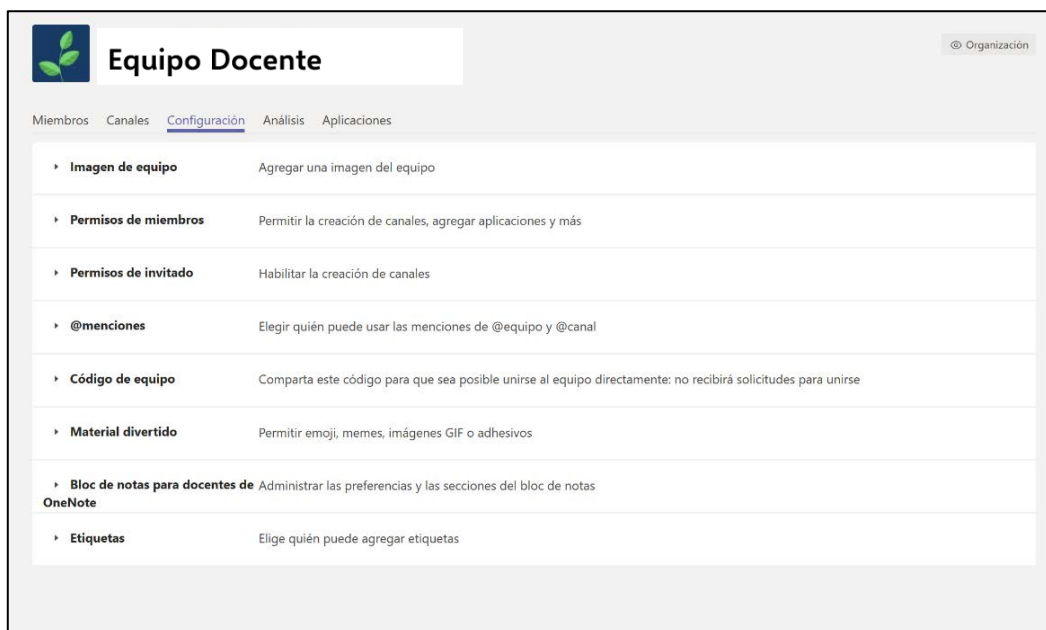 Equipo Docente
Organización
Miembros Canales Configuración Análisis Aplicaciones
Imagen de equipo Agregar una imagen del equipo
Permisos de miembros Permitir la creación de canales, agregar aplicaciones y más
Permisos de invitado Habilitar la creación de canales
@menciones Elegir quién puede usar las menciones de @equipo y @canal
Código de equipo Comparta este código para que sea posible unirse al equipo directamente: no recibirá solicitudes para unirse
Material divertido Permitir emoji, memes, imágenes GIF o adhesivos
Bloc de notas para docentes de Administrar las preferencias y las secciones del bloc de notas
OneNote
Etiquetas Elige quién puede agregar etiquetas